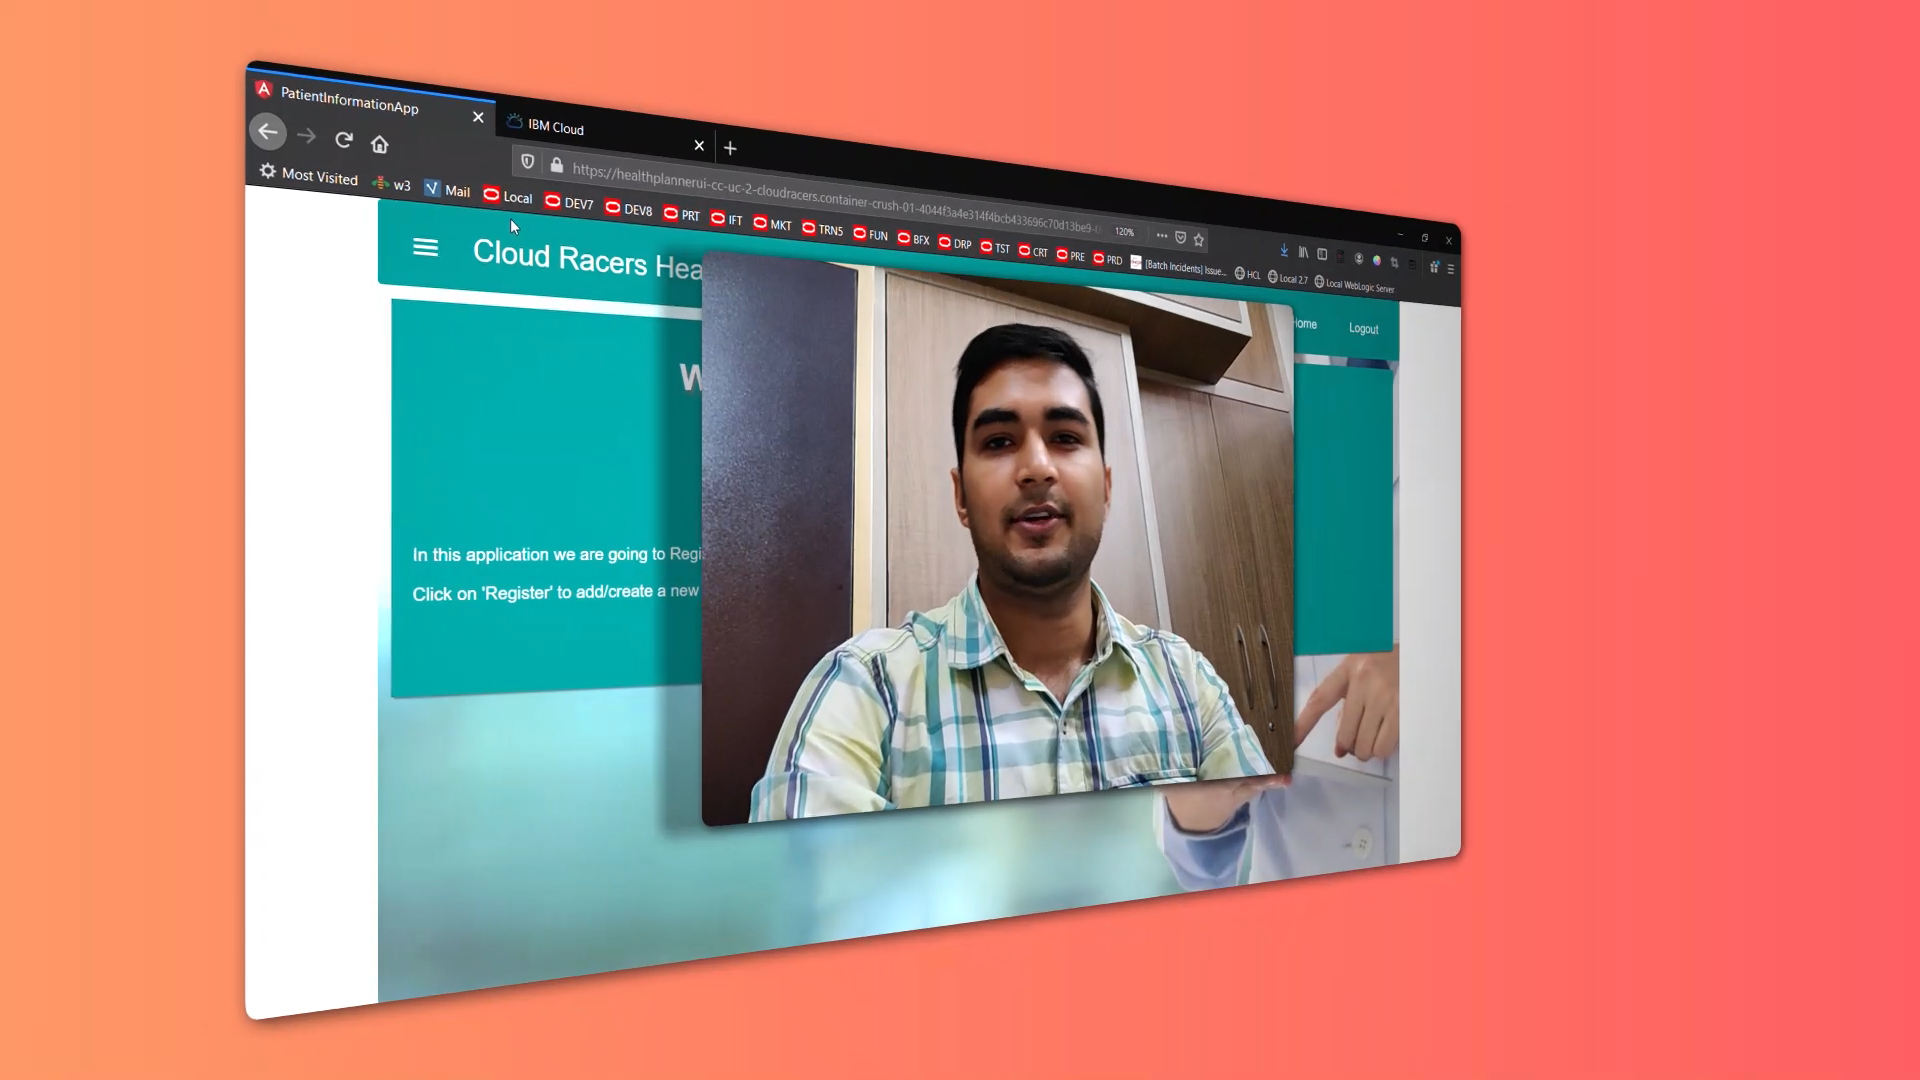 PatientInformationApp
IBM Cloud
https://healthplannerui-cc-uc-2-cloudracers.container-crush-01-4044f3a4e314f4bcb433696c70d13be9-
120%
Most Visited w3 Mail Local DEV7 DEV8 PRT IFT MKT TRN5 FUN BFX DRP TST CRT PRE PRD [Batch Incidents] Issue... HCL Local 2.7 Local WebLogic Server
Cloud Racers Hea
Home Logout
W
In this application we are going to Regi
Click on 'Register' to add/create a new